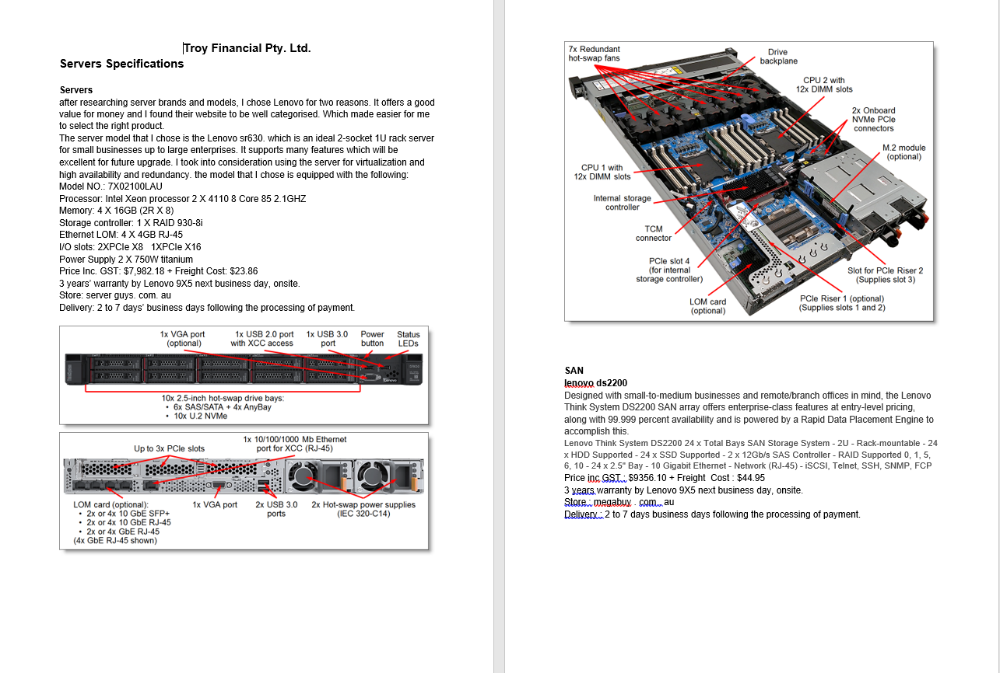 Troy Financial Pty. Ltd.
Servers Specifications
Servers
after researching server brands and models, I chose Lenovo for two reasons. It offers a good
value for money and I found their website to be well categorised. Which made easier for me
to select the right product.
The server model that I chose is the Lenovo sr630. which is an ideal 2-socket 1U rack server
for small businesses up to large enterprises. It supports many features which will be
excellent for future upgrade. I took into consideration using the server for virtualization and
high availability and redundancy. the model that I chose is equipped with the following:
Model NO.: 7X02100LAU
Processor: Intel Xeon processor 2 X 4110 8 Core 85 2.1GHZ
Memory: 4 X 16GB (2R X 8)
Storage controller: 1 X RAID 930-8i
Ethernet LOM: 4 X 4GB RJ-45
I/O slots: 2XPCIe X8 1XPCIe X16
Power Supply 2 X 750W titanium
Price Inc. GST: $7,982.18 + Freight Cost: $23.86
3 years' warranty by Lenovo 9X5 next business day, onsite.
Store: server guys. com. au
Delivery: 2 to 7 days' business days following the processing of payment.
1x VGA port
(optional)
1x USB 2.0 port
with XCC access
1x USB 3.0
port
Power
button
Status
LEDs
10x 2.5-inch hot-swap drive bays:
• 6x SAS/SATA + 4x AnyBay
• 10x U.2 NVMe
Up to 3x PCIe slots
1x 10/100/1000 Mb Ethernet
port for XCC (RJ-45)
LOM card (optional):
• 2x or 4x 10 GbE SFP+
• 2x or 4x 10 GbE RJ-45
• 2x or 4x GbE RJ-45
(4x GbE RJ-45 shown)
1x VGA port
2x USB 3.0
ports
2x Hot-swap power supplies
(IEC 320-C14)
7x Redundant
hot-swap fans
Drive
backplane
CPU 2 with
12x DIMM slots
2x Onboard
NVMe PCIe
connectors
M.2 module
(optional)
CPU 1 with
12x DIMM slots
Internal storage
controller
TCM
connector
PCIe slot 4
(for internal
storage controller)
LOM card
(optional)
PCIe Riser 1 (optional)
(Supplies slots 1 and 2)
Slot for PCIe Riser 2
(Supplies slot 3)
SAN
lenovo ds2200
Designed with small-to-medium businesses and remote/branch offices in mind, the Lenovo
Think System DS2200 SAN array offers enterprise-class features at entry-level pricing,
along with 99.999 percent availability and is powered by a Rapid Data Placement Engine to
accomplish this.
Lenovo Think System DS2200 24 x Total Bays SAN Storage System - 2U - Rack-mountable - 24
x HDD Supported - 24 x SSD Supported - 2 x 12Gb/s SAS Controller - RAID Supported 0, 1, 5,
6, 10 - 24 x 2.5" Bay - 10 Gigabit Ethernet - Network (RJ-45) - iSCSI, Telnet, SSH, SNMP, FCP
Price inc GST : $9356.10 + Freight Cost : $44.95
3 years warranty by Lenovo 9X5 next business day, onsite.
Store : megabuy . com . au
Delivery : 2 to 7 days business days following the processing of payment.